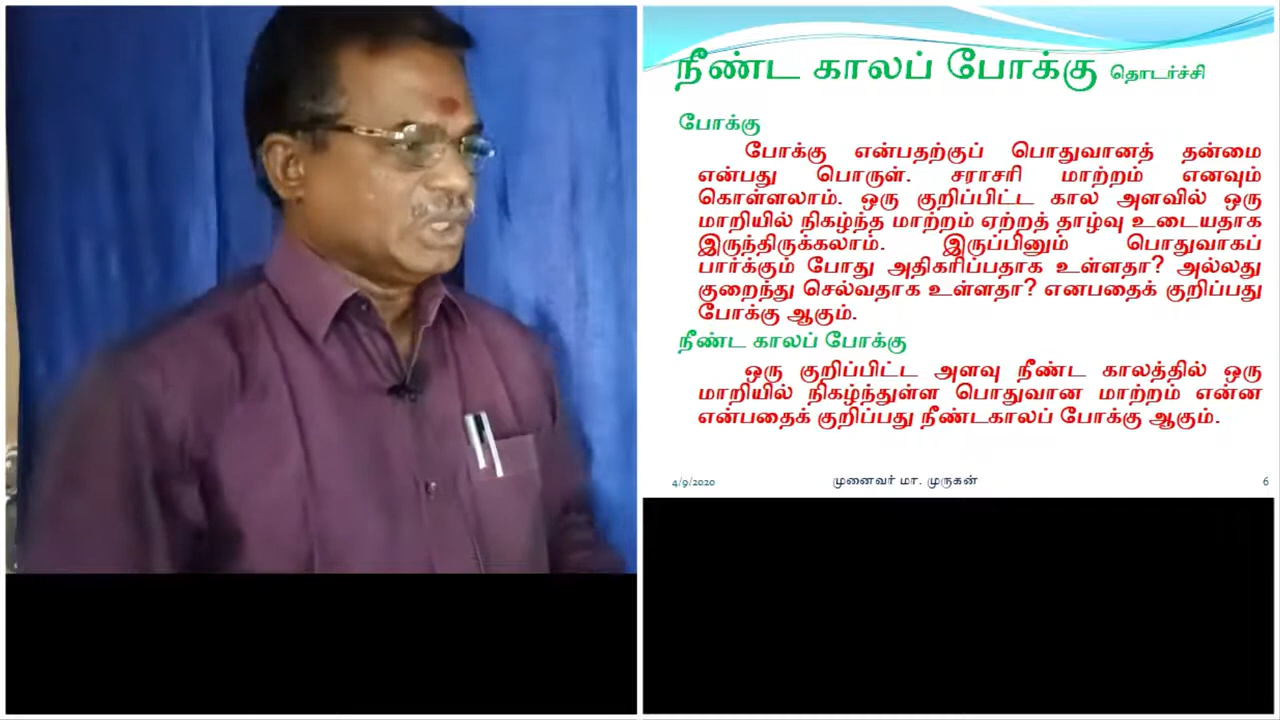 நீண்ட காலப் போக்கு தொடர்ச்சி
போக்கு
போக்கு என்பதற்குப் பொதுவானத் தன்மை
என்பது பொருள். சராசரி மாற்றம் எனவும்
கொள்ளலாம். ஒரு குறிப்பிட்ட கால அளவில் ஒரு
மாறியில் நிகழ்ந்த மாற்றம் ஏற்றத் தாழ்வு உடையதாக
இருந்திருக்கலாம். இருப்பினும் பொதுவாகப்
பார்க்கும் போது அதிகரிப்பதாக உள்ளதா? அல்லது
குறைந்து செல்வதாக உள்ளதா? எனபதைக் குறிப்பது
போக்கு ஆகும்.
நீண்ட காலப் போக்கு
ஒரு குறிப்பிட்ட அளவு நீண்ட காலத்தில் ஒரு
மாறியில் நிகழ்ந்துள்ள பொதுவான மாற்றம் என்ன
என்பதைக் குறிப்பது நீண்டகாலப் போக்கு ஆகும்.
4/9/2020 முனைவர் மா. முருகன் 6